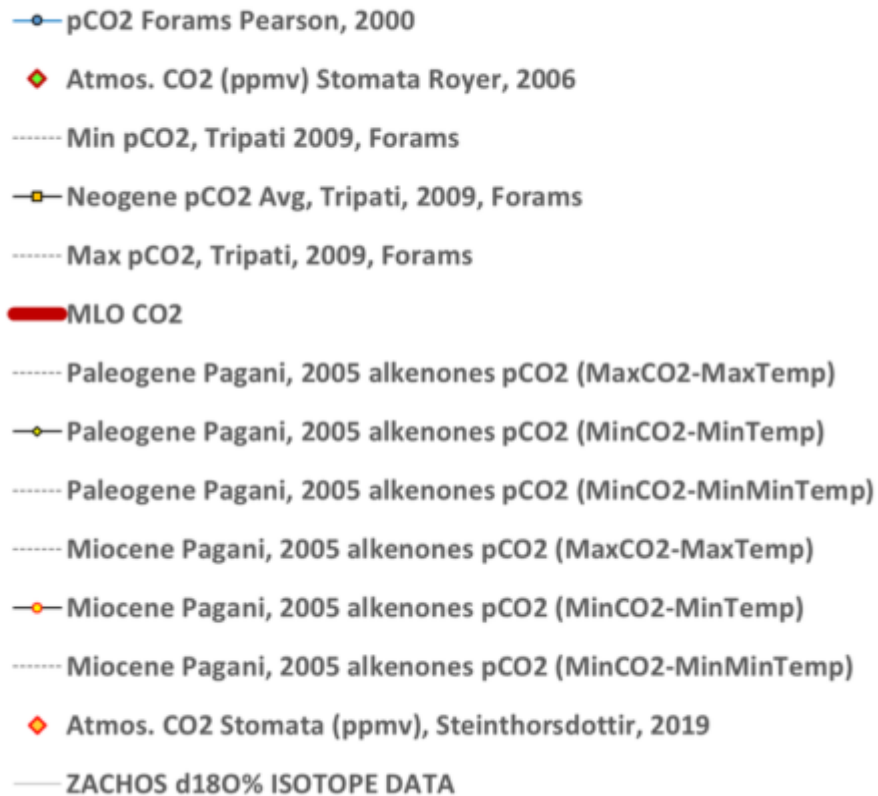 pCO2 Forams Pearson, 2000
Atmos. CO2 (ppmv) Stomata Royer, 2006
Min pCO2, Tripati 2009, Forams
Neogene pCO2 Avg, Tripati, 2009, Forams
Max pCO2, Tripati, 2009, Forams
MLO CO2
Paleogene Pagani, 2005 alkenones pCO2 (MaxCO2-MaxTemp)
Paleogene Pagani, 2005 alkenones pCO2 (MinCO2-MinTemp)
Paleogene Pagani, 2005 alkenones pCO2 (MinCO2-MinMinTemp)
Miocene Pagani, 2005 alkenones pCO2 (MaxCO2-MaxTemp)
Miocene Pagani, 2005 alkenones pCO2 (MinCO2-MinTemp)
Miocene Pagani, 2005 alkenones pCO2 (MinCO2-MinMinTemp)
Atmos. CO2 Stomata (ppmv), Steinthorsdottir, 2019
ZACHOS d18O% ISOTOPE DATA